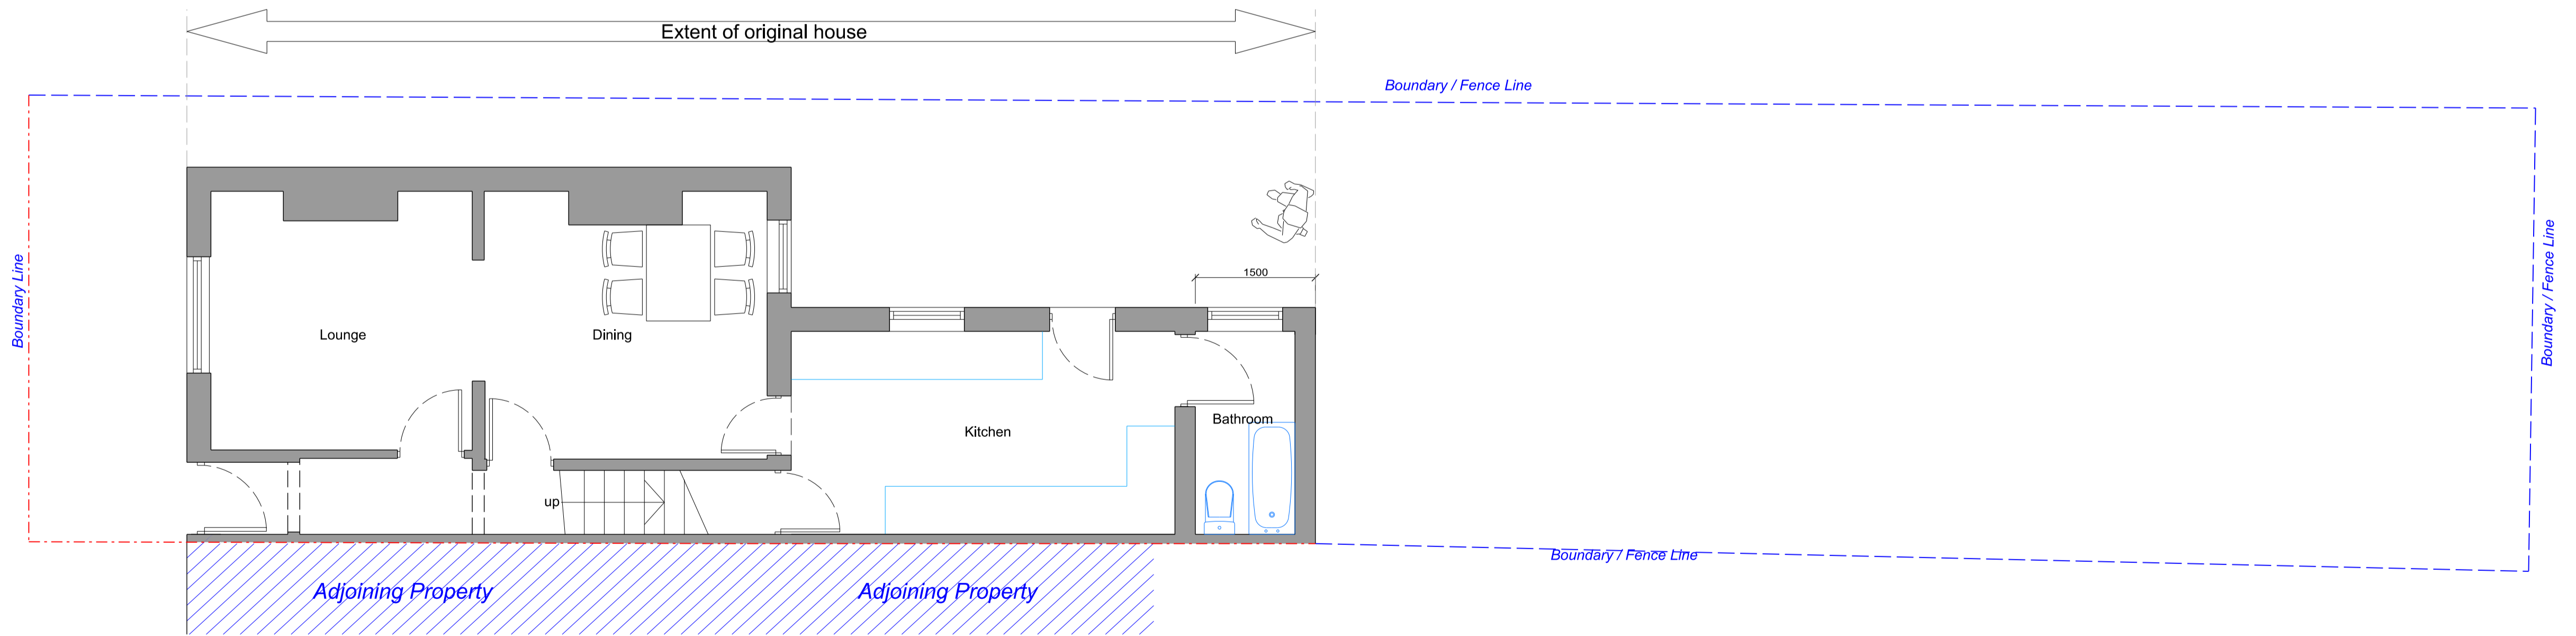 Extent of original house
Boundary / Fence Line
Boundary Line
Boundary / Fence Line
1500
Lounge
Dining
Kitchen
Bathroom
up
Boundary / Fence Line
Adjoining Property
Adjoining Property